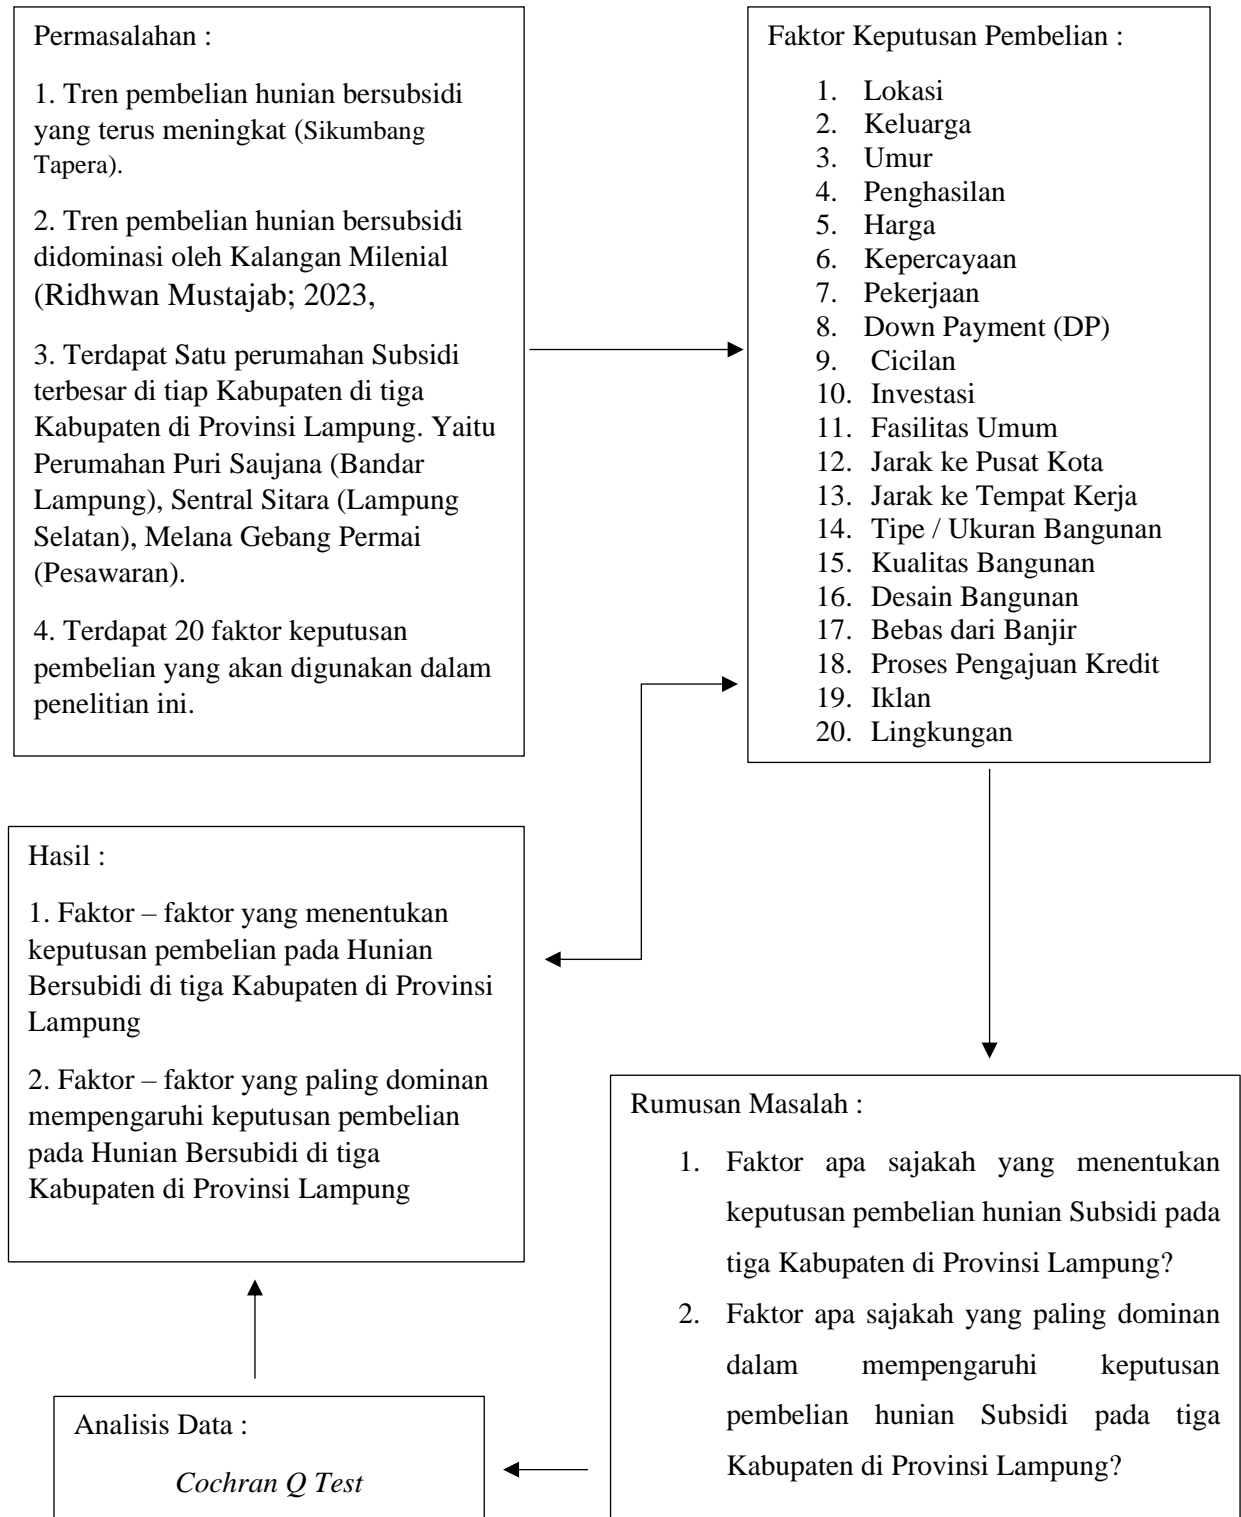 Permasalahan :
1. Tren pembelian hunian bersubsidi
yang terus meningkat (Sikumbang
Tapera).
2. Tren pembelian hunian bersubsidi
didominasi oleh Kalangan Milenial
(Ridhwan Mustajab; 2023,
3. Terdapat Satu perumahan Subsidi
terbesar di tiap Kabupaten di tiga
Kabupaten di Provinsi Lampung. Yaitu
Perumahan Puri Saujana (Bandar
Lampung), Sentral Sitara (Lampung
Selatan), Melana Gebang Permai
(Pesawaran).
4. Terdapat 20 faktor keputusan
pembelian yang akan digunakan dalam
penelitian ini.
Faktor Keputusan Pembelian :
1. Lokasi
2. Keluarga
3. Umur
4. Penghasilan
5. Harga
6. Kepercayaan
7. Pekerjaan
8. Down Payment (DP)
9. Cicilan
10. Investasi
11. Fasilitas Umum
12. Jarak ke Pusat Kota
13. Jarak ke Tempat Kerja
14. Tipe / Ukuran Bangunan
15. Kualitas Bangunan
16. Desain Bangunan
17. Bebas dari Banjir
18. Proses Pengajuan Kredit
19. Iklan
20. Lingkungan
Rumusan Masalah :
1. Faktor apa sajakah yang menentukan
keputusan pembelian hunian Subsidi pada
tiga Kabupaten di Provinsi Lampung?
2. Faktor apa sajakah yang paling dominan
dalam mempengaruhi keputusan
pembelian hunian Subsidi pada tiga
Kabupaten di Provinsi Lampung?
Analisis Data :
Cochran Q Test
Hasil :
1. Faktor – faktor yang menentukan
keputusan pembelian pada Hunian
Bersubidi di tiga Kabupaten di Provinsi
Lampung
2. Faktor – faktor yang paling dominan
mempengaruhi keputusan pembelian
pada Hunian Bersubidi di tiga
Kabupaten di Provinsi Lampung